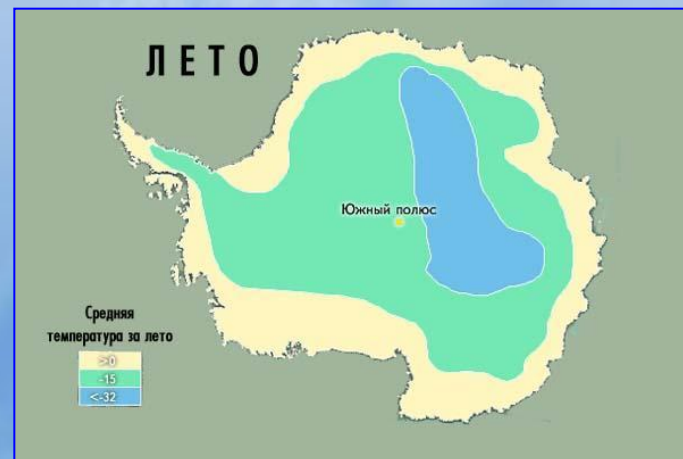 ЛЕТО
Южный полюс
Средняя
температура за лето
>0
-15
<-32